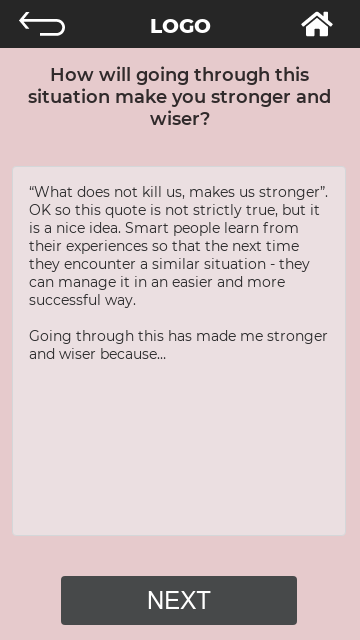 LOGO
How will going through this
situation make you stronger and
wiser?
“What does not kill us, makes us stronger”.
OK so this quote is not strictly true, but it
is a nice idea. Smart people learn from
their experiences so that the next time
they encounter a similar situation - they
can manage it in an easier and more
successful way.
Going through this has made me stronger
and wiser because...
NEXT